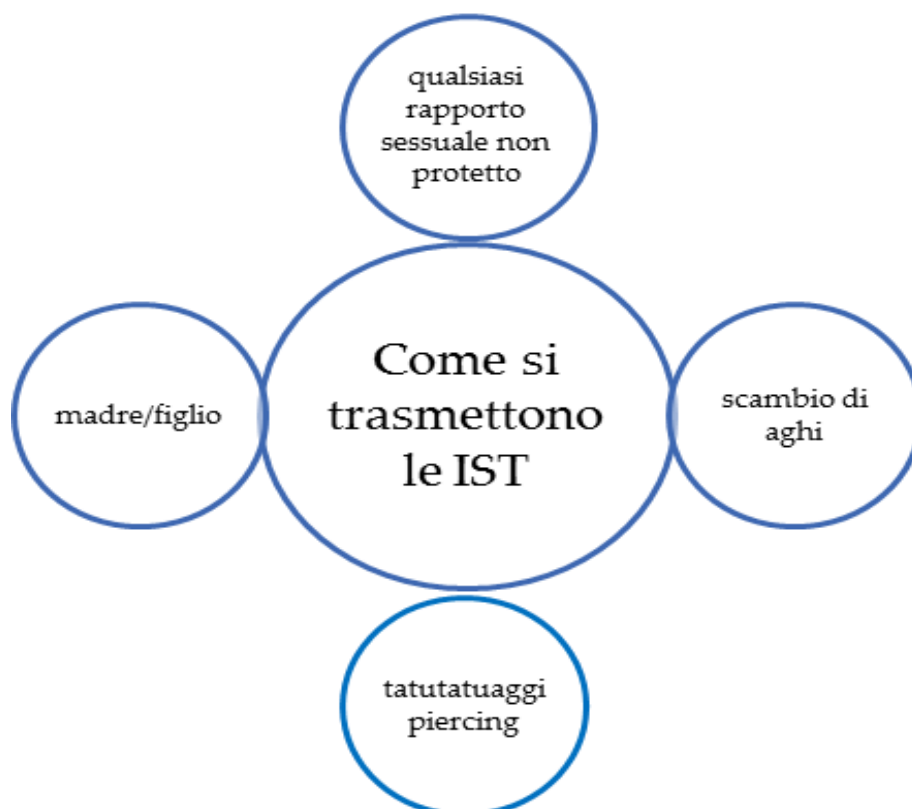 qualsiasi
rapporto
sessuale non
protetto
Come si
trasmettono
le IST
madre/figlio
scambio di
aghi
tatutatuaggi
piercing